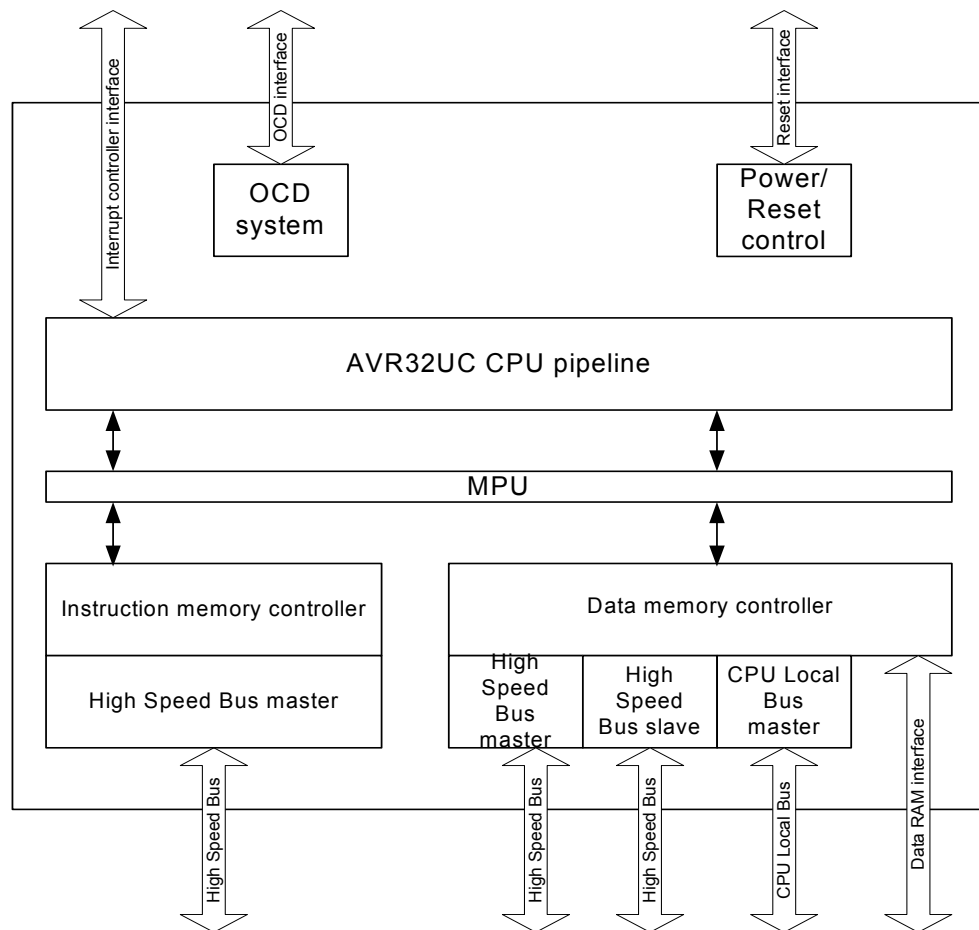 Interrupt controller interface
OCD interface
Reset interface
OCD
system
Power/
Reset
control
AVR32UC CPU pipeline
MPU
Instruction memory controller
High Speed Bus master
Data memory controller
High
Speed
Bus
master
High
Speed
Bus slave
CPU Local
Bus
master
High Speed Bus
High Speed Bus
High Speed Bus
CPU Local Bus
Data RAM interface